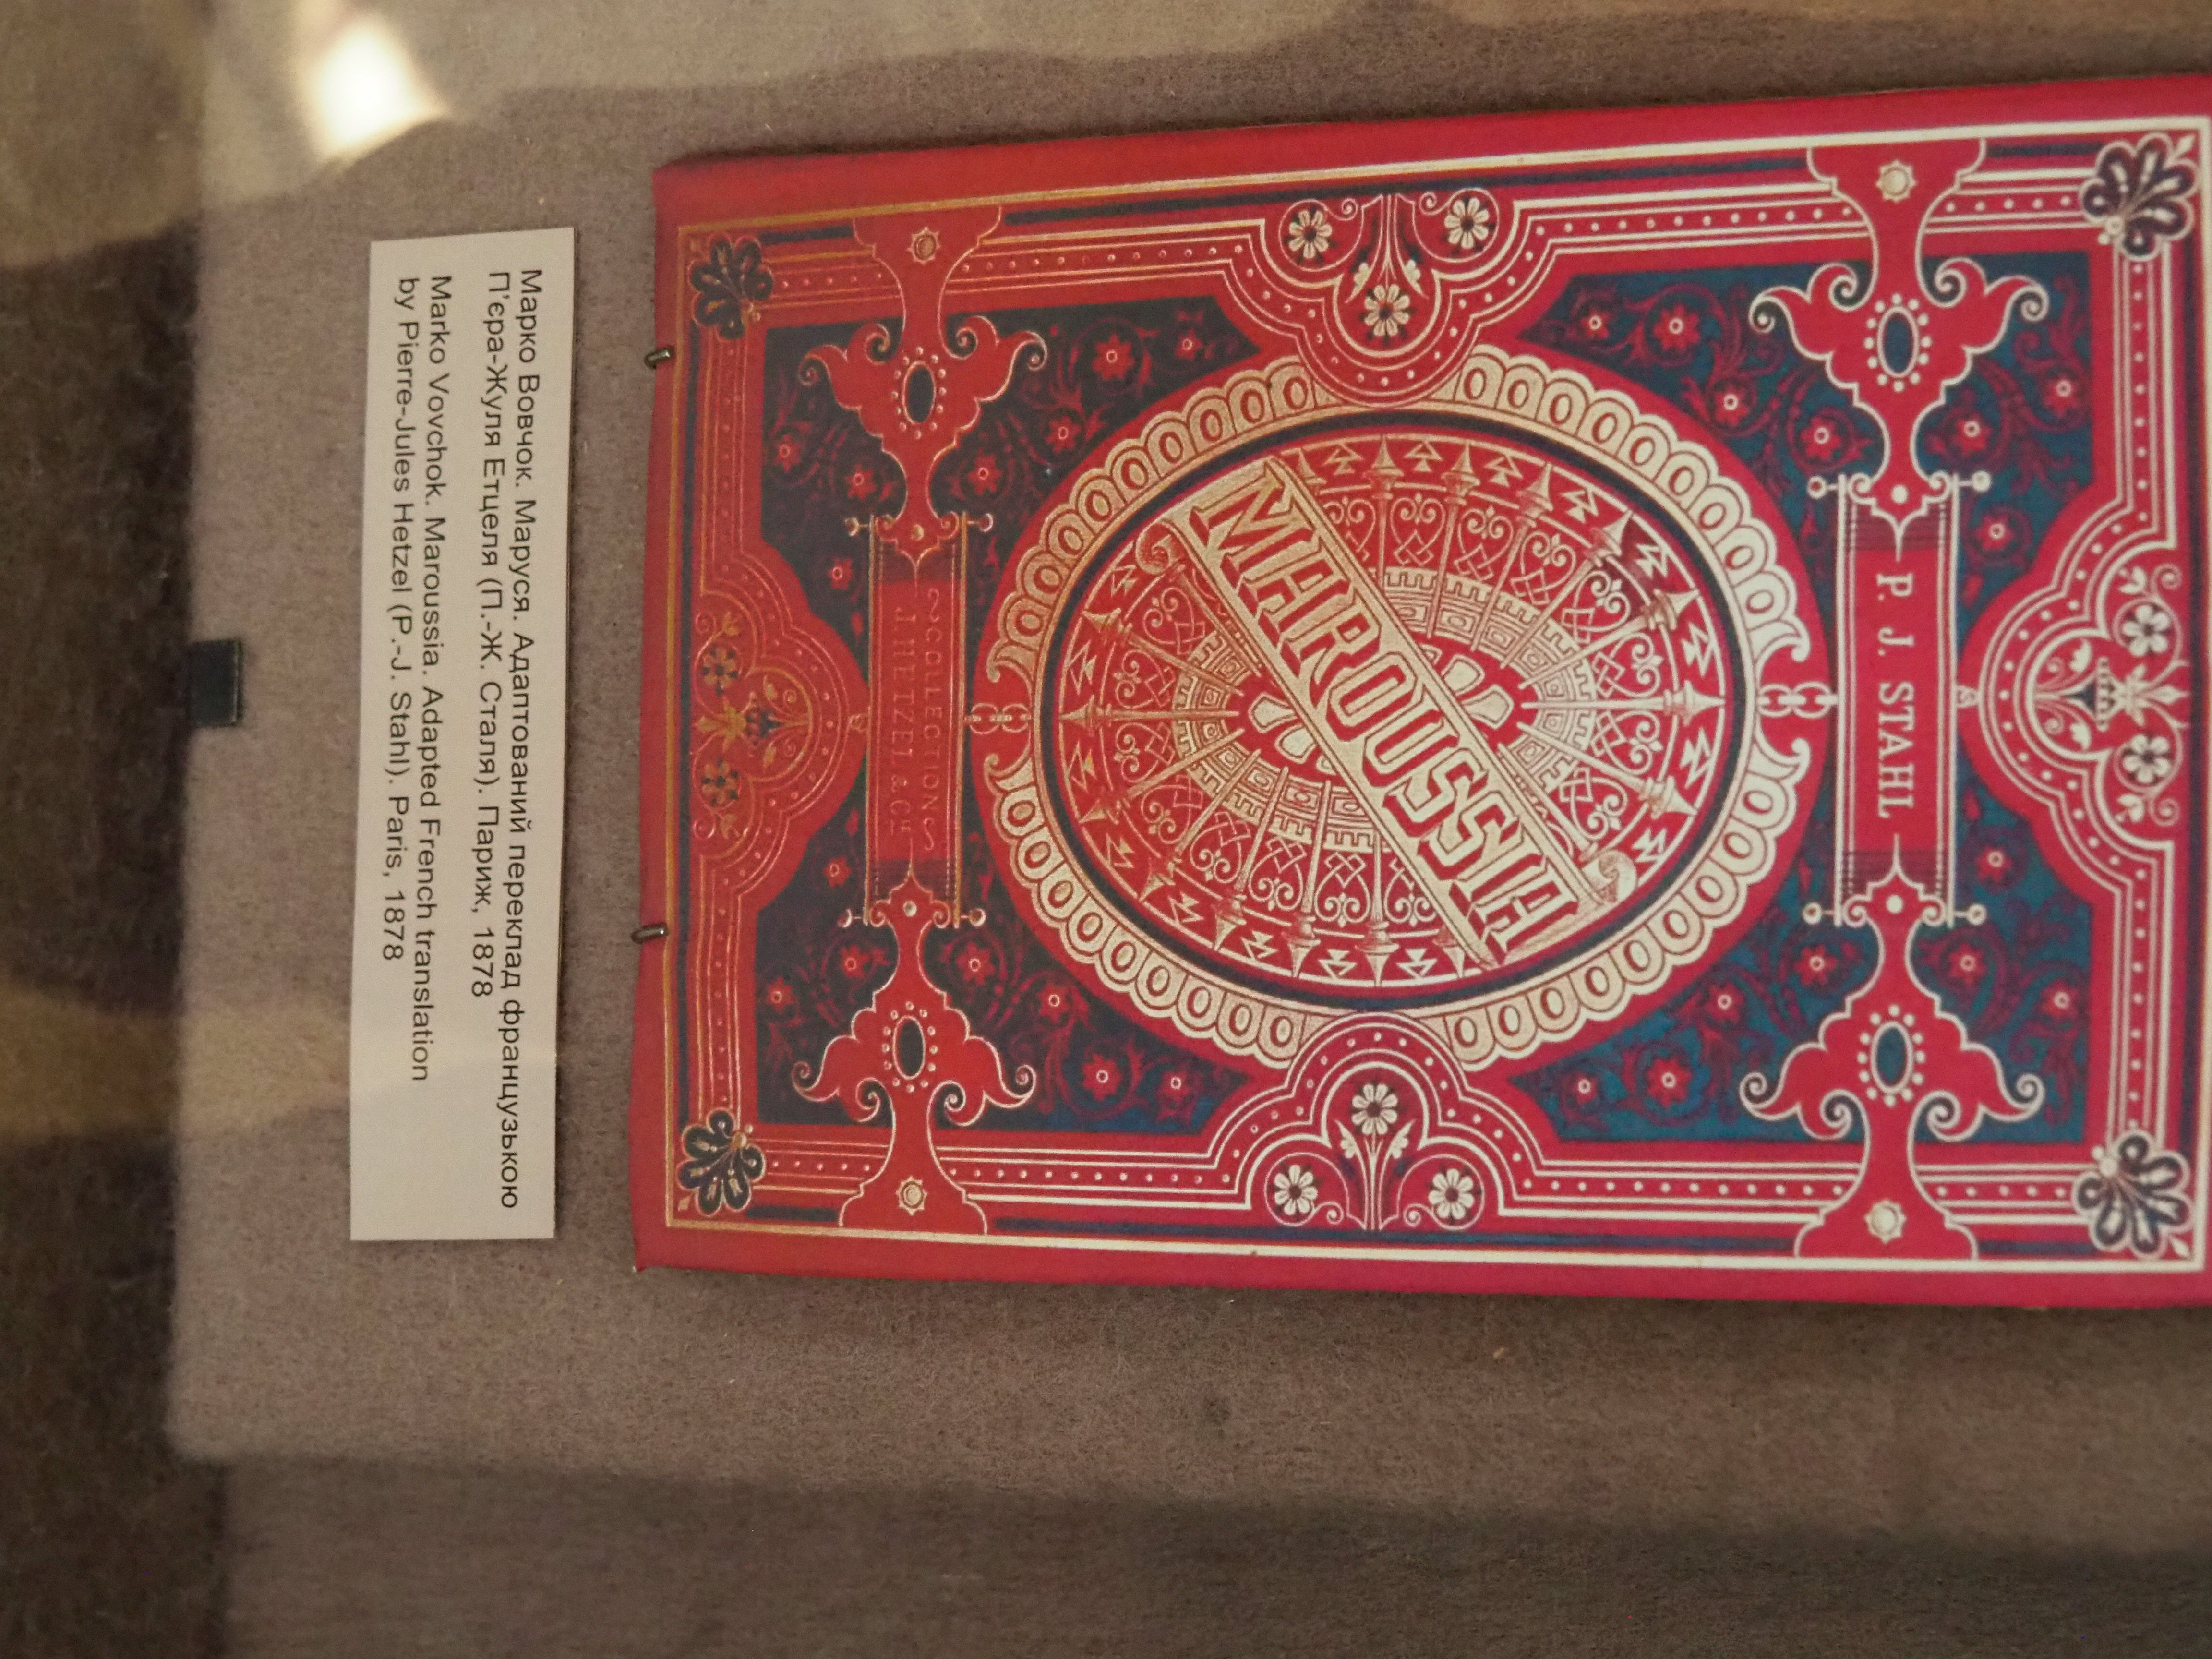 P. J. STAHL
MAROUSSIA
COLLECTION
J. HETZEL & CIE
Марко Вовчок. Маруся. Адаптований переклад французькою
П'єра-Жуля Етцеля (П.-Ж. Сталя). Париж, 1878
Marko Vovchok. Maroussia. Adapted French translation
by Pierre-Jules Hetzel (P.-J. Stahl). Paris, 1878